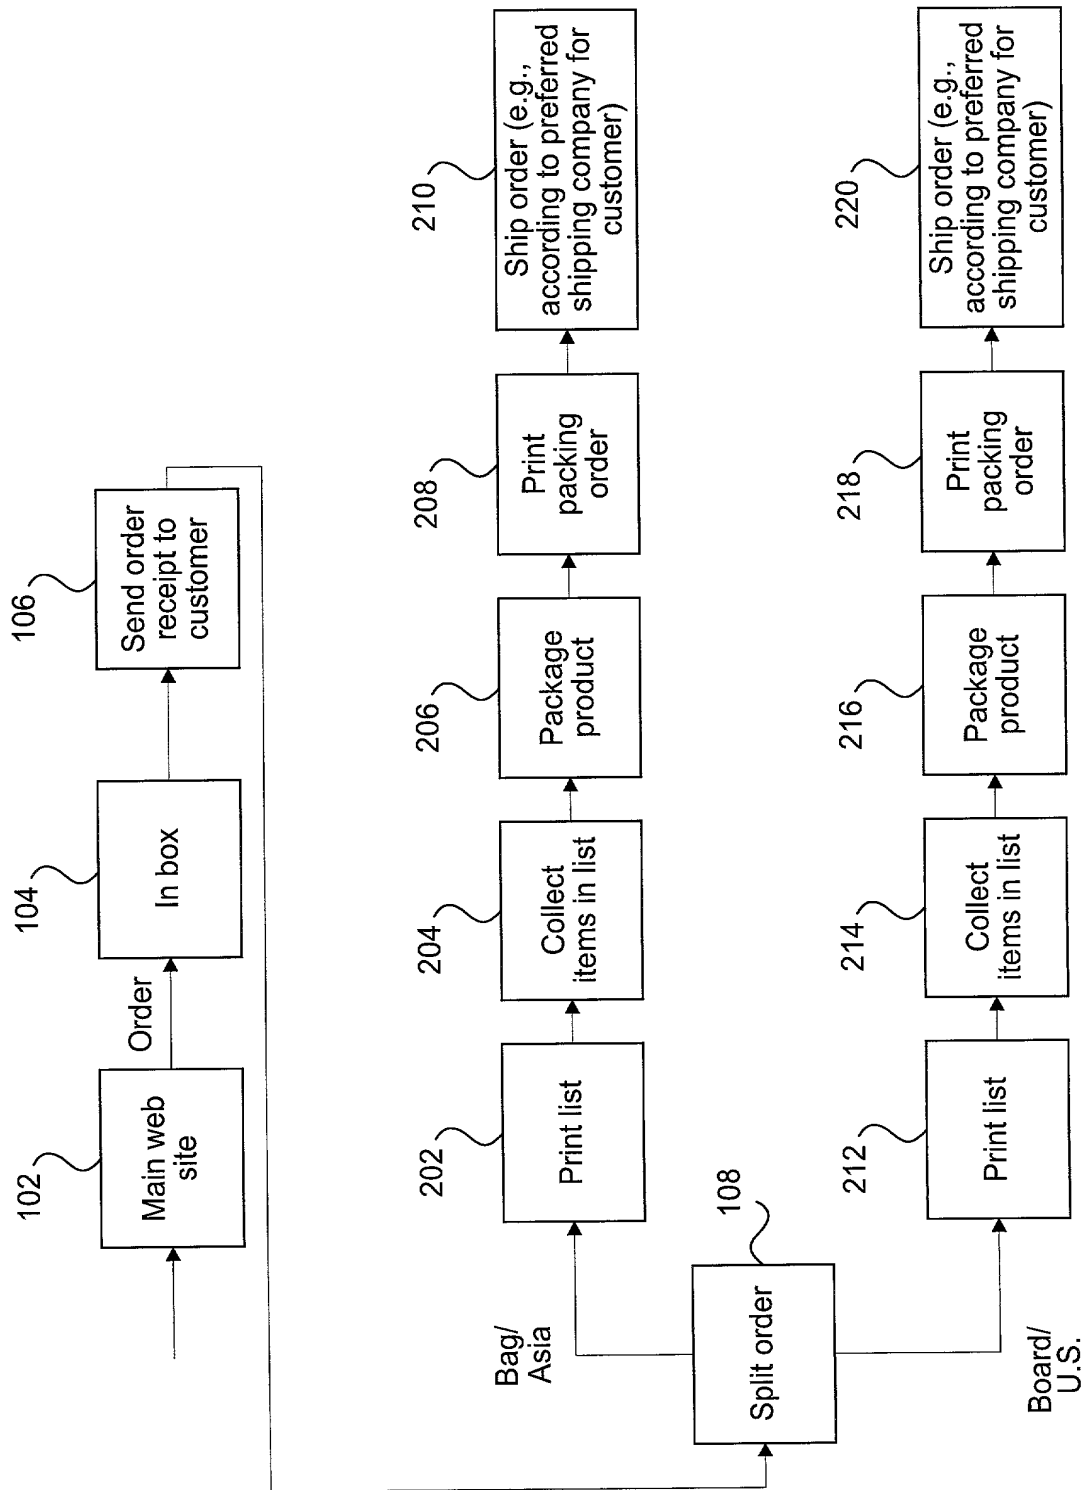 102
Main web
site
Order
104
In box
106
Send order
receipt to
customer
108
Split order
Bag/
Asia
202
Print list
204
Collect
items in list
206
Package
product
208
Print
packing
order
210
Ship order (e.g.,
according to preferred
shipping company for
customer)
Board/
U.S.
212
Print list
214
Collect
items in list
216
Package
product
218
Print
packing
order
220
Ship order (e.g.,
according to preferred
shipping company for
customer)